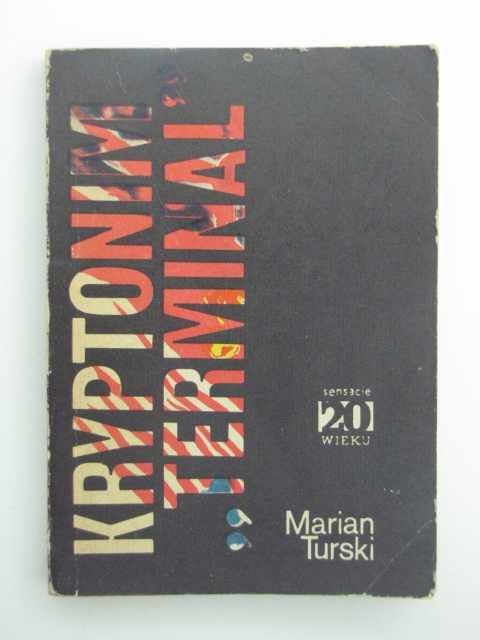 KRYPTONIM
„TERMINAL”
sensacje
20
WIEKU
Marian
Turski